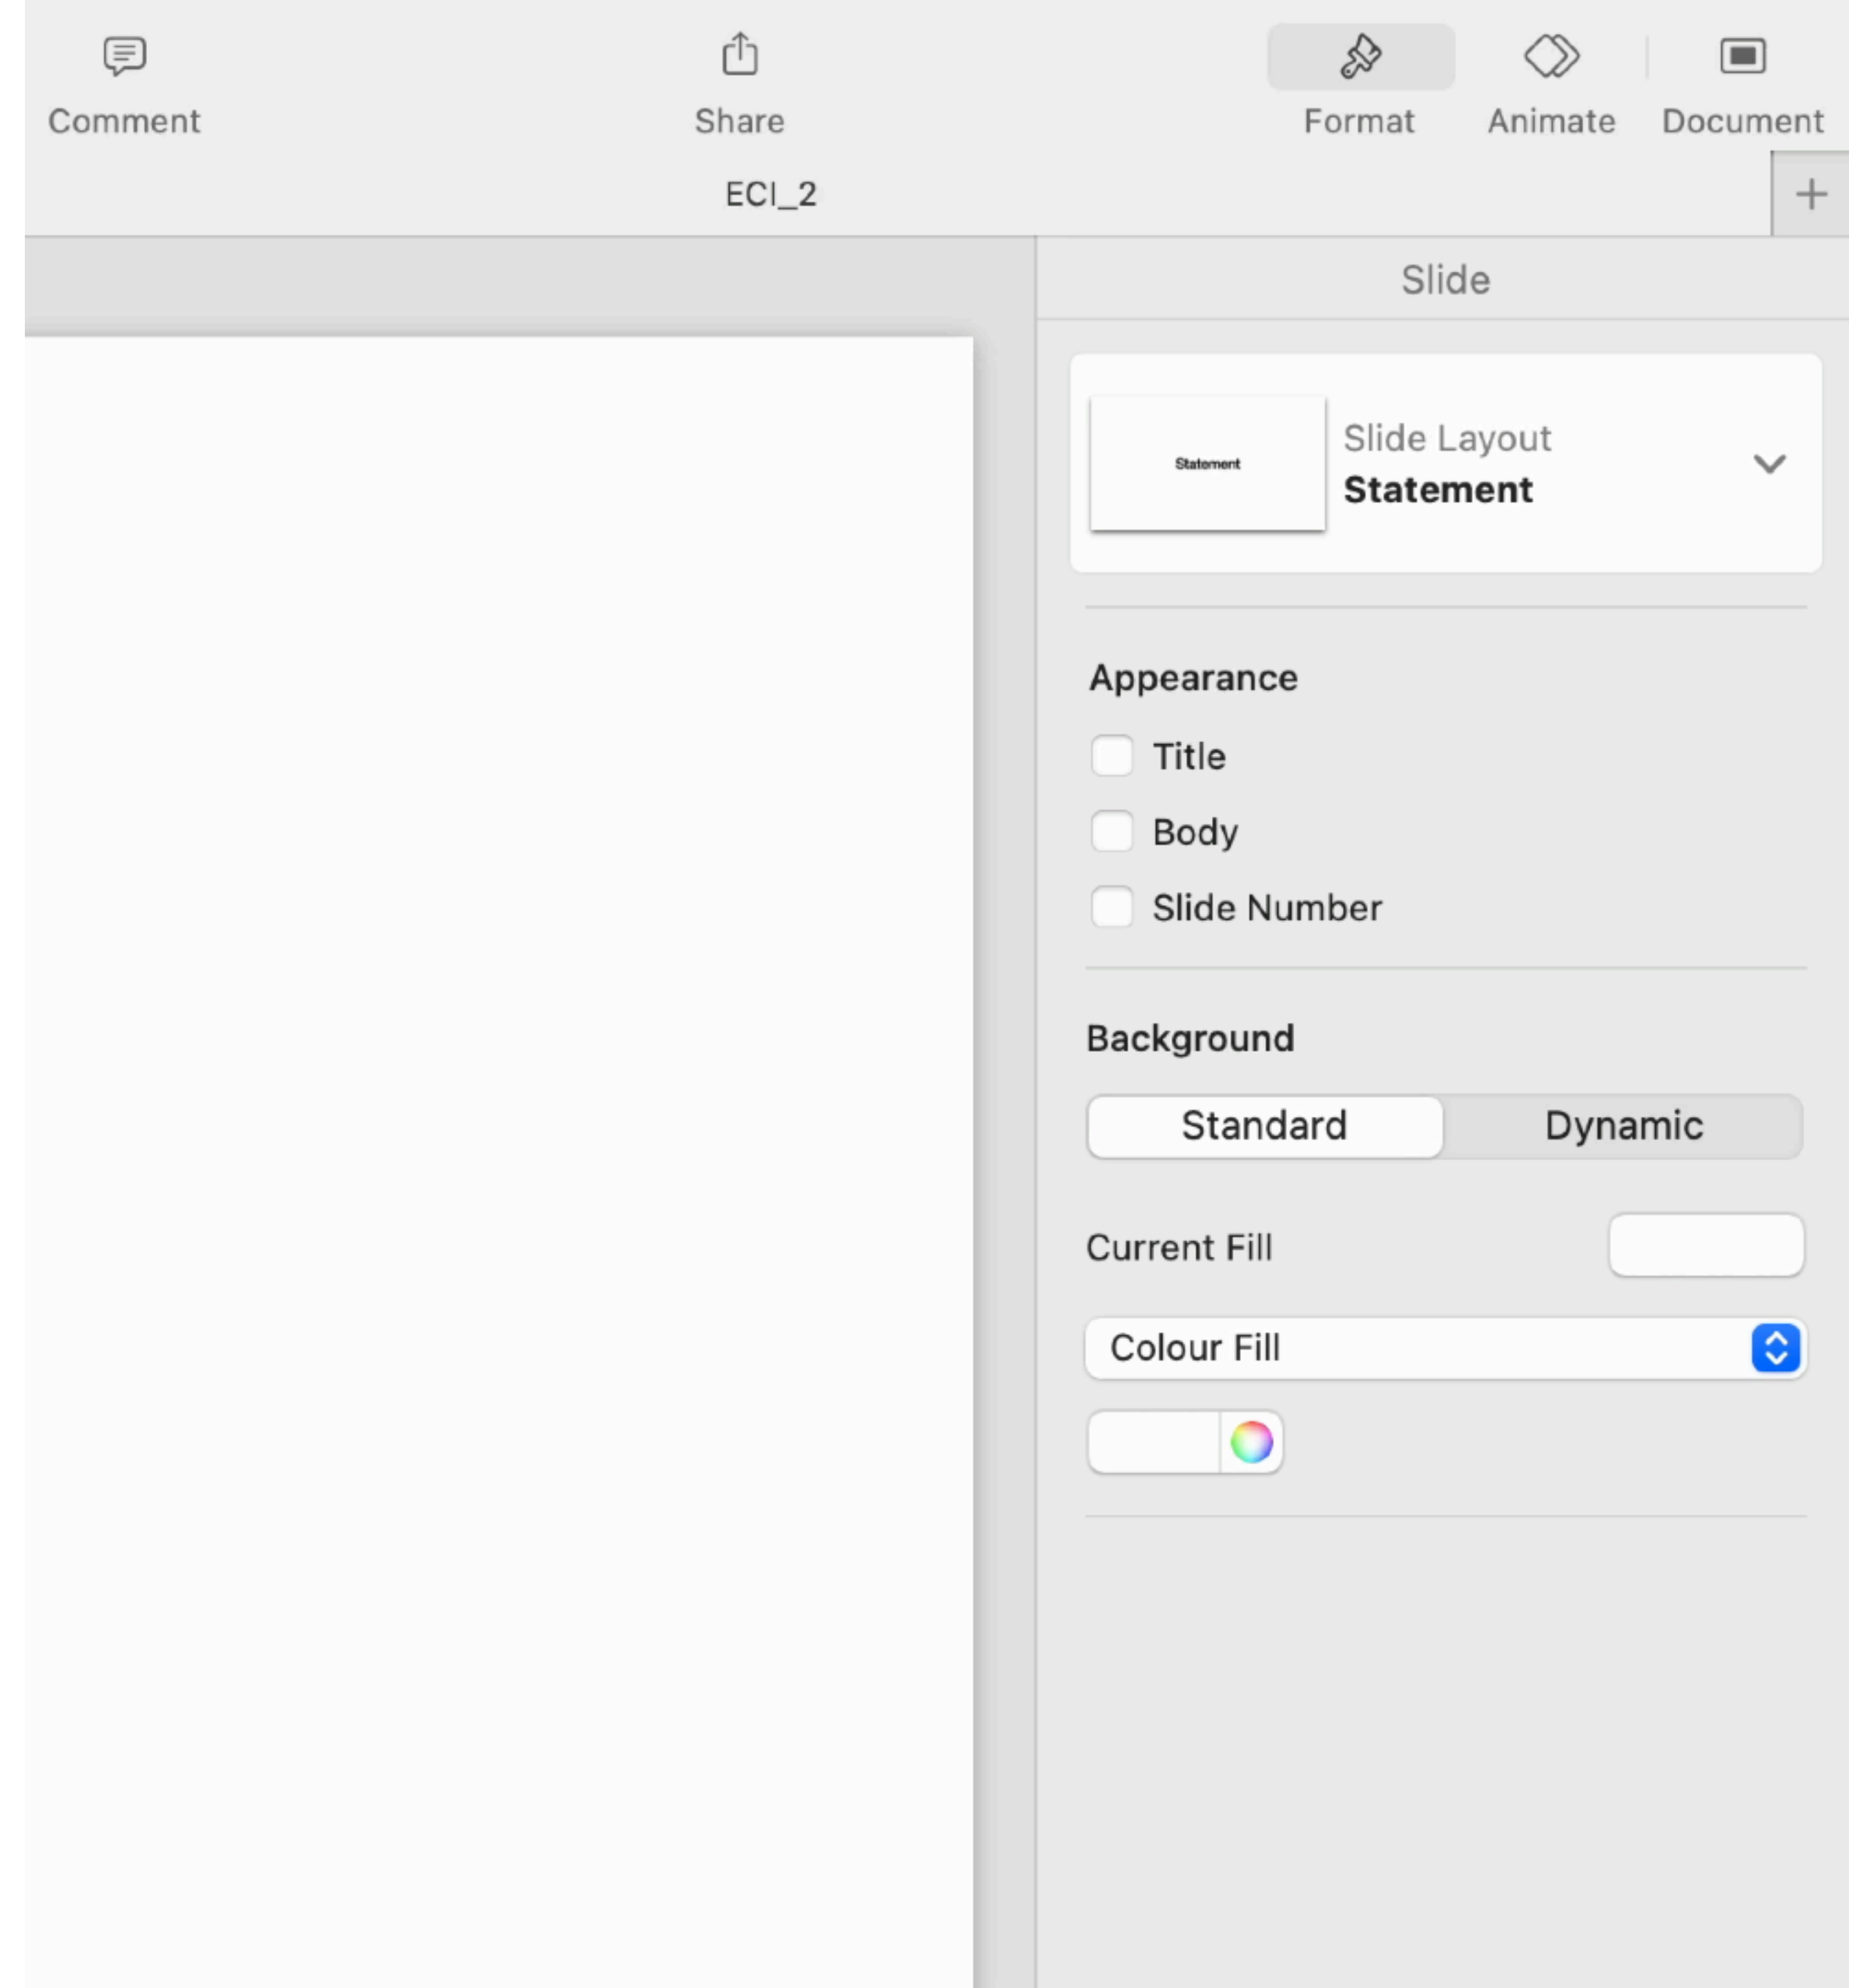 Comment
Share
Format
Animate
Document
ECI_2
+
Slide
Statement
Slide Layout
Statement
Appearance
Title
Body
Slide Number
Background
Standard
Dynamic
Current Fill
Colour Fill